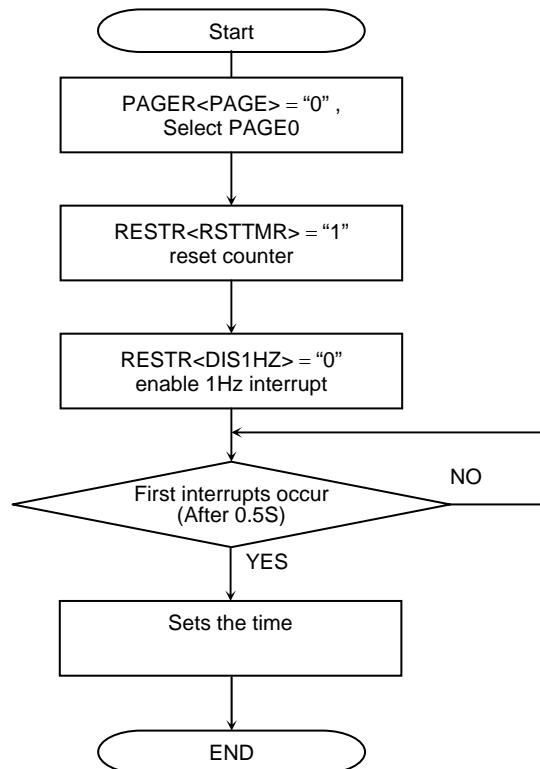 Start
PAGER<PAGE> = “0” ,
Select PAGE0
RESTR<RSTTMR> = “1”
reset counter
RESTR<DIS1HZ> = “0”
enable 1Hz interrupt
First interrupts occur
(After 0.5S)
NO
YES
Sets the time
END